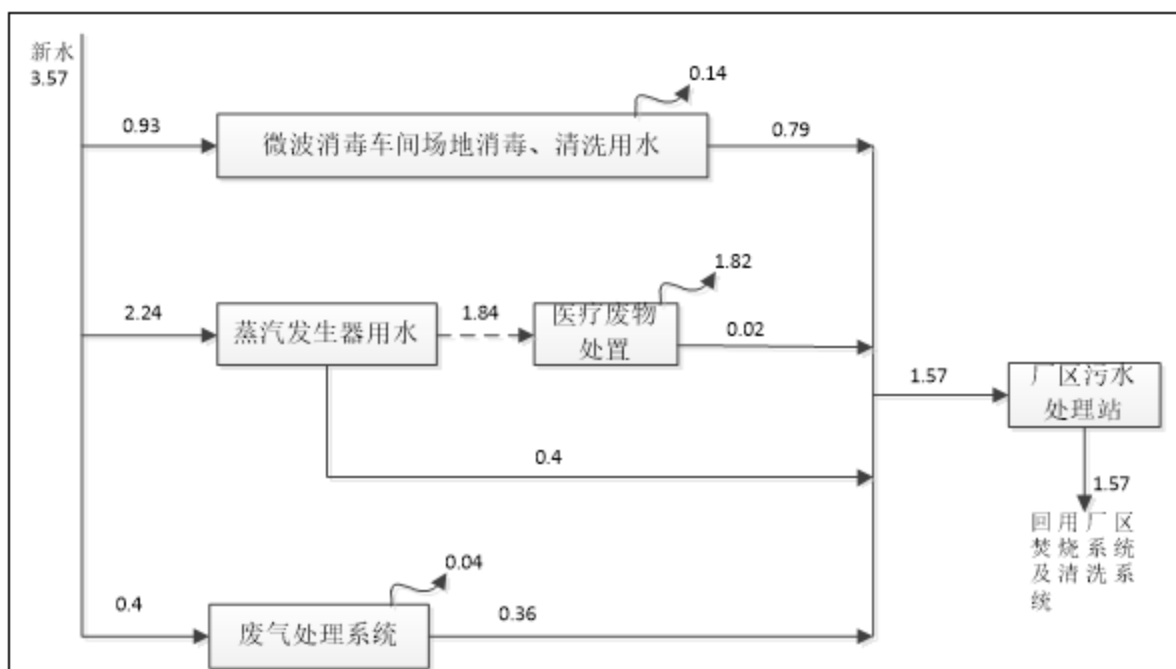 新水
3.57
0.14
0.93
微波消毒车间场地消毒、清洗用水
0.79
1.82
2.24
蒸汽发生器用水
1.84
医疗废物
处置
0.02
1.57
厂区污水
处理站
0.4
1.57
回用厂区
焚烧系统
及清洗系
统
0.04
0.4
废气处理系统
0.36